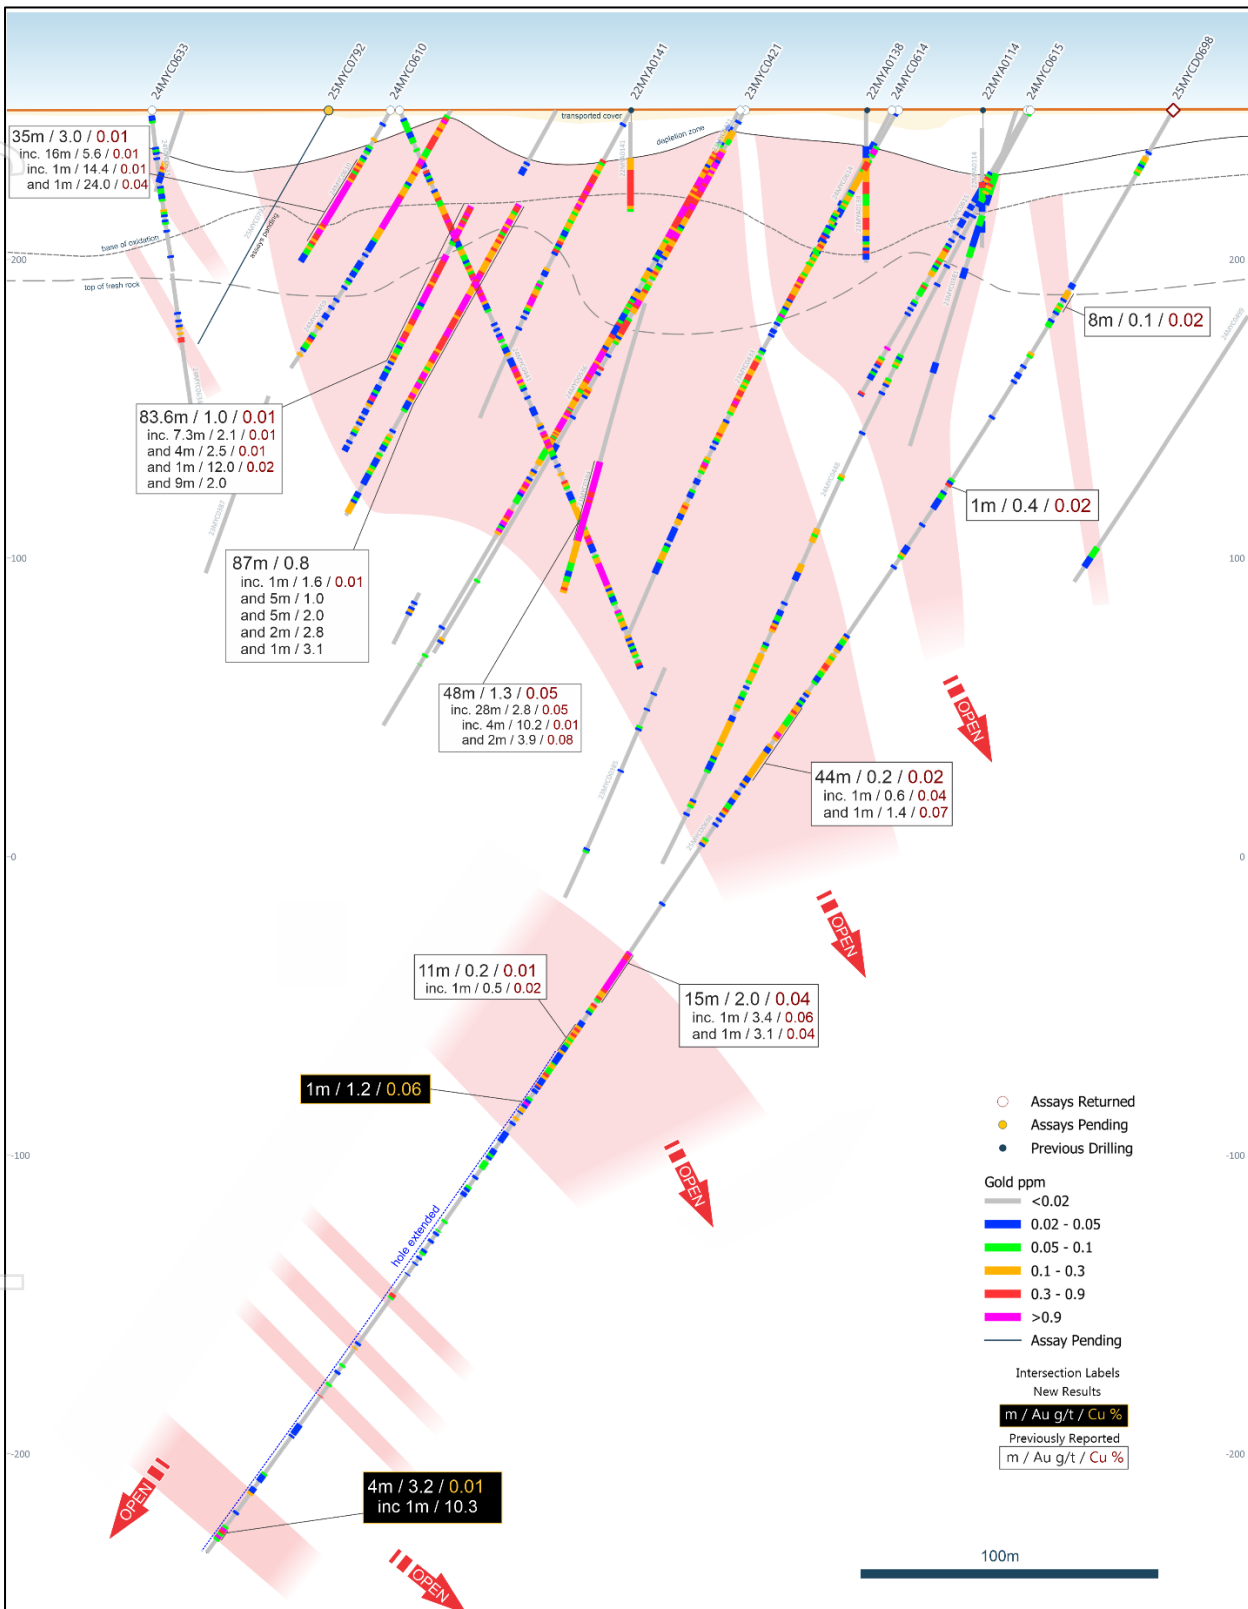 24MYC0633
25MYC0792
24MYC0610
22MYA0141
23MYC0421
22MYA0138
24MYC0614
22MYA0114
24MYC0615
25MYCD0698
transported cover
depletion zone
35m / 3.0 / 0.01
inc. 16m / 5.6 / 0.01
inc. 1m / 14.4 / 0.01
and 1m / 24.0 / 0.04
assays pending
base of oxidation
200
200
top of fresh rock
8m / 0.1 / 0.02
83.6m / 1.0 / 0.01
inc. 7.3m / 2.1 / 0.01
and 4m / 2.5 / 0.01
and 1m / 12.0 / 0.02
and 9m / 2.0
1m / 0.4 / 0.02
100
100
87m / 0.8
inc. 1m / 1.6 / 0.01
and 5m / 1.0
and 5m / 2.0
and 2m / 2.8
and 1m / 3.1
48m / 1.3 / 0.05
inc. 28m / 2.8 / 0.05
inc. 4m / 10.2 / 0.01
and 2m / 3.9 / 0.08
OPEN
44m / 0.2 / 0.02
inc. 1m / 0.6 / 0.04
and 1m / 1.4 / 0.07
0
0
OPEN
11m / 0.2 / 0.01
inc. 1m / 0.5 / 0.02
15m / 2.0 / 0.04
inc. 1m / 3.4 / 0.06
and 1m / 3.1 / 0.04
1m / 1.2 / 0.06
-100
-100
OPEN
hole extended
Assays Returned
Assays Pending
Previous Drilling
Gold ppm
<0.02
0.02 - 0.05
0.05 - 0.1
0.1 - 0.3
0.3 - 0.9
>0.9
Assay Pending
Intersection Labels
New Results
m / Au g/t / Cu %
Previously Reported
m / Au g/t / Cu %
-200
-200
OPEN
4m / 3.2 / 0.01
inc 1m / 10.3
OPEN
100m